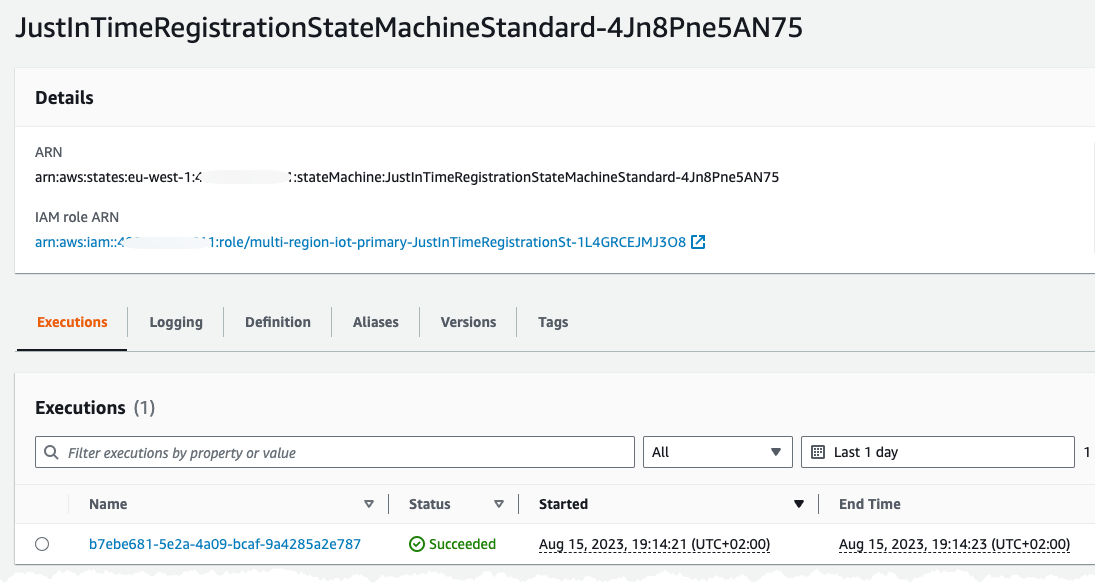 JustInTimeRegistrationStateMachineStandard-4Jn8Pne5AN75
Details
ARN
arn:aws:states:eu-west-1:4 :stateMachine:JustInTimeRegistrationStateMachineStandard-4Jn8Pne5AN75
IAM role ARN
arn:aws:iam::4 1:role/multi-region-iot-primary-JustInTimeRegistrationSt-1L4GRCEJMJ3O8
Executions Logging Definition Aliases Versions Tags
Executions (1)
Filter executions by property or value All Last 1 day 1
Name Status Started End Time
b7ebe681-5e2a-4a09-bcaf-9a4285a2e787 Succeeded Aug 15, 2023, 19:14:21 (UTC+02:00) Aug 15, 2023, 19:14:23 (UTC+02:00)